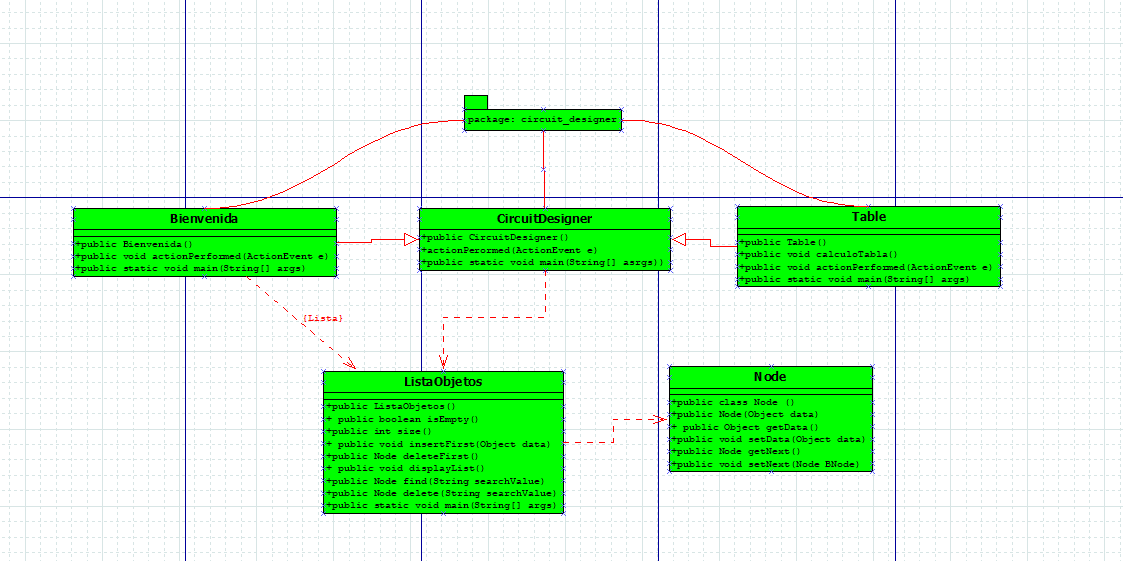 package: circuit_designer
Bienvenida
+public Bienvenida()
+public void actionPerformed(ActionEvent e)
+public static void main(String[] args)
CircuitDesigner
+public CircuitDesigner()
+actionPerormed(ActionEvent e)
+public static void main(String[] asrgs))
Table
+public Table()
+public void calculoTabla()
+public void actionPerformed(ActionEvent e)
+public static void main(String[] args)
{Lista}
ListaObjetos
+public ListaObjetos()
+ public boolean isEmpty()
+public int size()
+ public void insertFirst(Object data)
+public Node deleteFirst()
+ public void displayList()
+public Node find(String searchValue)
+public Node delete(String searchValue)
+public static void main(String[] args)
Node
+public class Node ()
+public Node(Object data)
+ public Object getData()
+public void setData(Object data)
+public Node getNext()
+public void setNext(Node BNode)